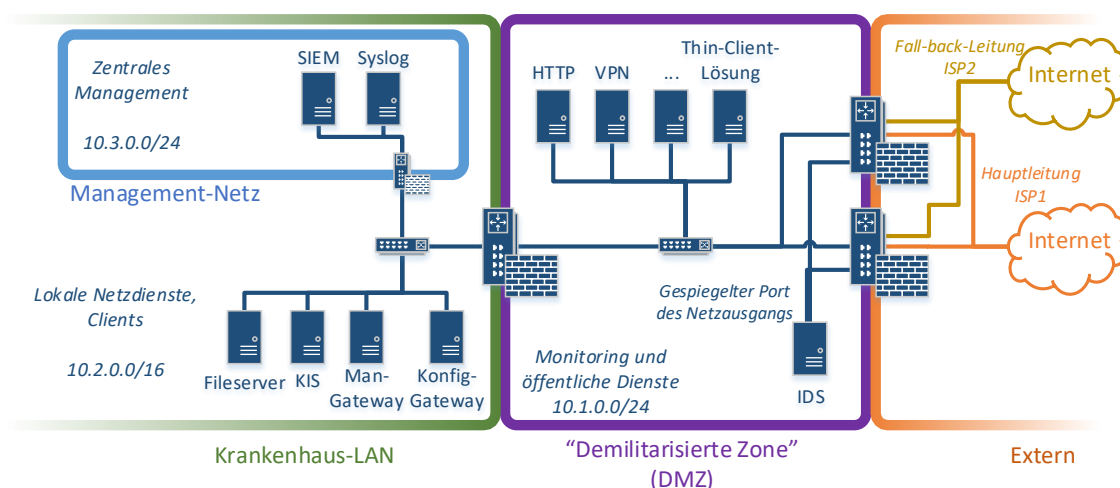 Zentrales
Management
10.3.0.0/24
SIEM
Syslog
Management-Netz
Lokale Netzdienste,
Clients
10.2.0.0/16
Fileserver
KIS
Man-
Gateway
Konfig-
Gateway
Krankenhaus-LAN
HTTP
VPN
...
Thin-Client-
Lösung
Gespiegelter Port
des Netzausgangs
Monitoring und
öffentliche Dienste
10.1.0.0/24
IDS
“Demilitarisierte Zone”
(DMZ)
Fall-back-Leitung
ISP2
Internet
Hauptleitung
ISP1
Internet
Extern